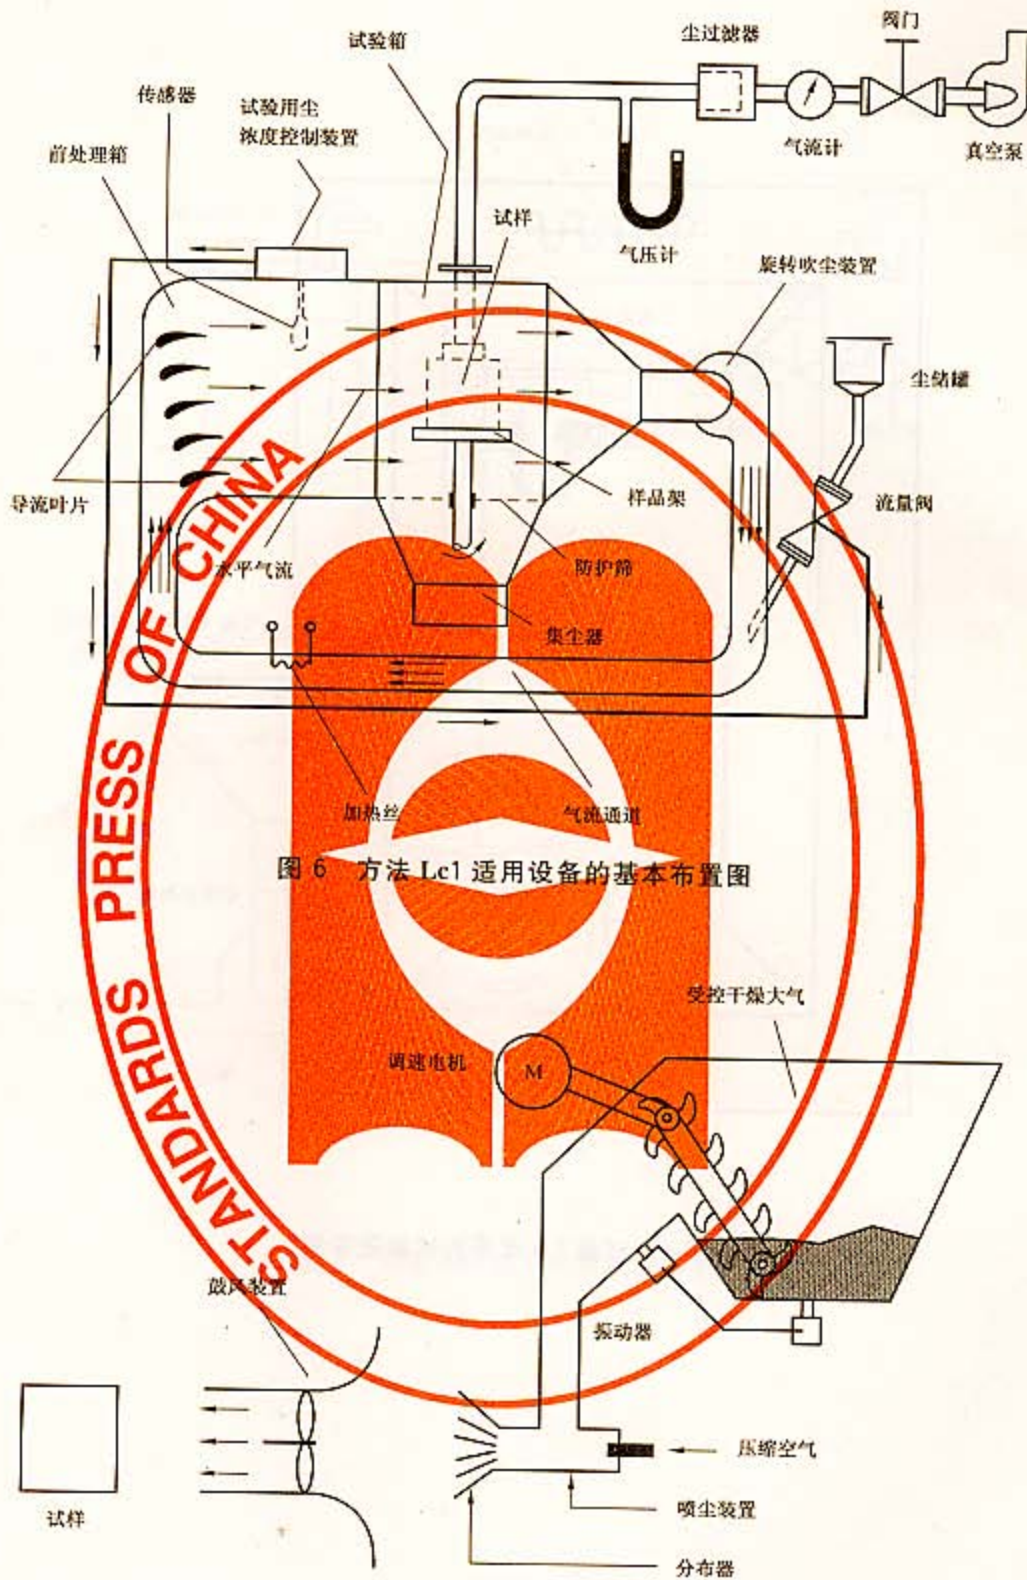 阀门
试验箱
尘过滤器
传感器
试验用尘
浓度控制装置
前处理箱
气流计
真空泵
试样
气压计
旋转吹尘装置
尘储罐
导流叶片
样品架
流量阀
水平气流
防护筛
集尘器
加热丝
气流通道
图 6 方法 Lc1 适用设备的基本布置图
STANDARDS PRESS OF CHINA
受控干燥大气
调速电机
M
鼓风装置
振动器
压缩空气
试样
喷尘装置
分布器